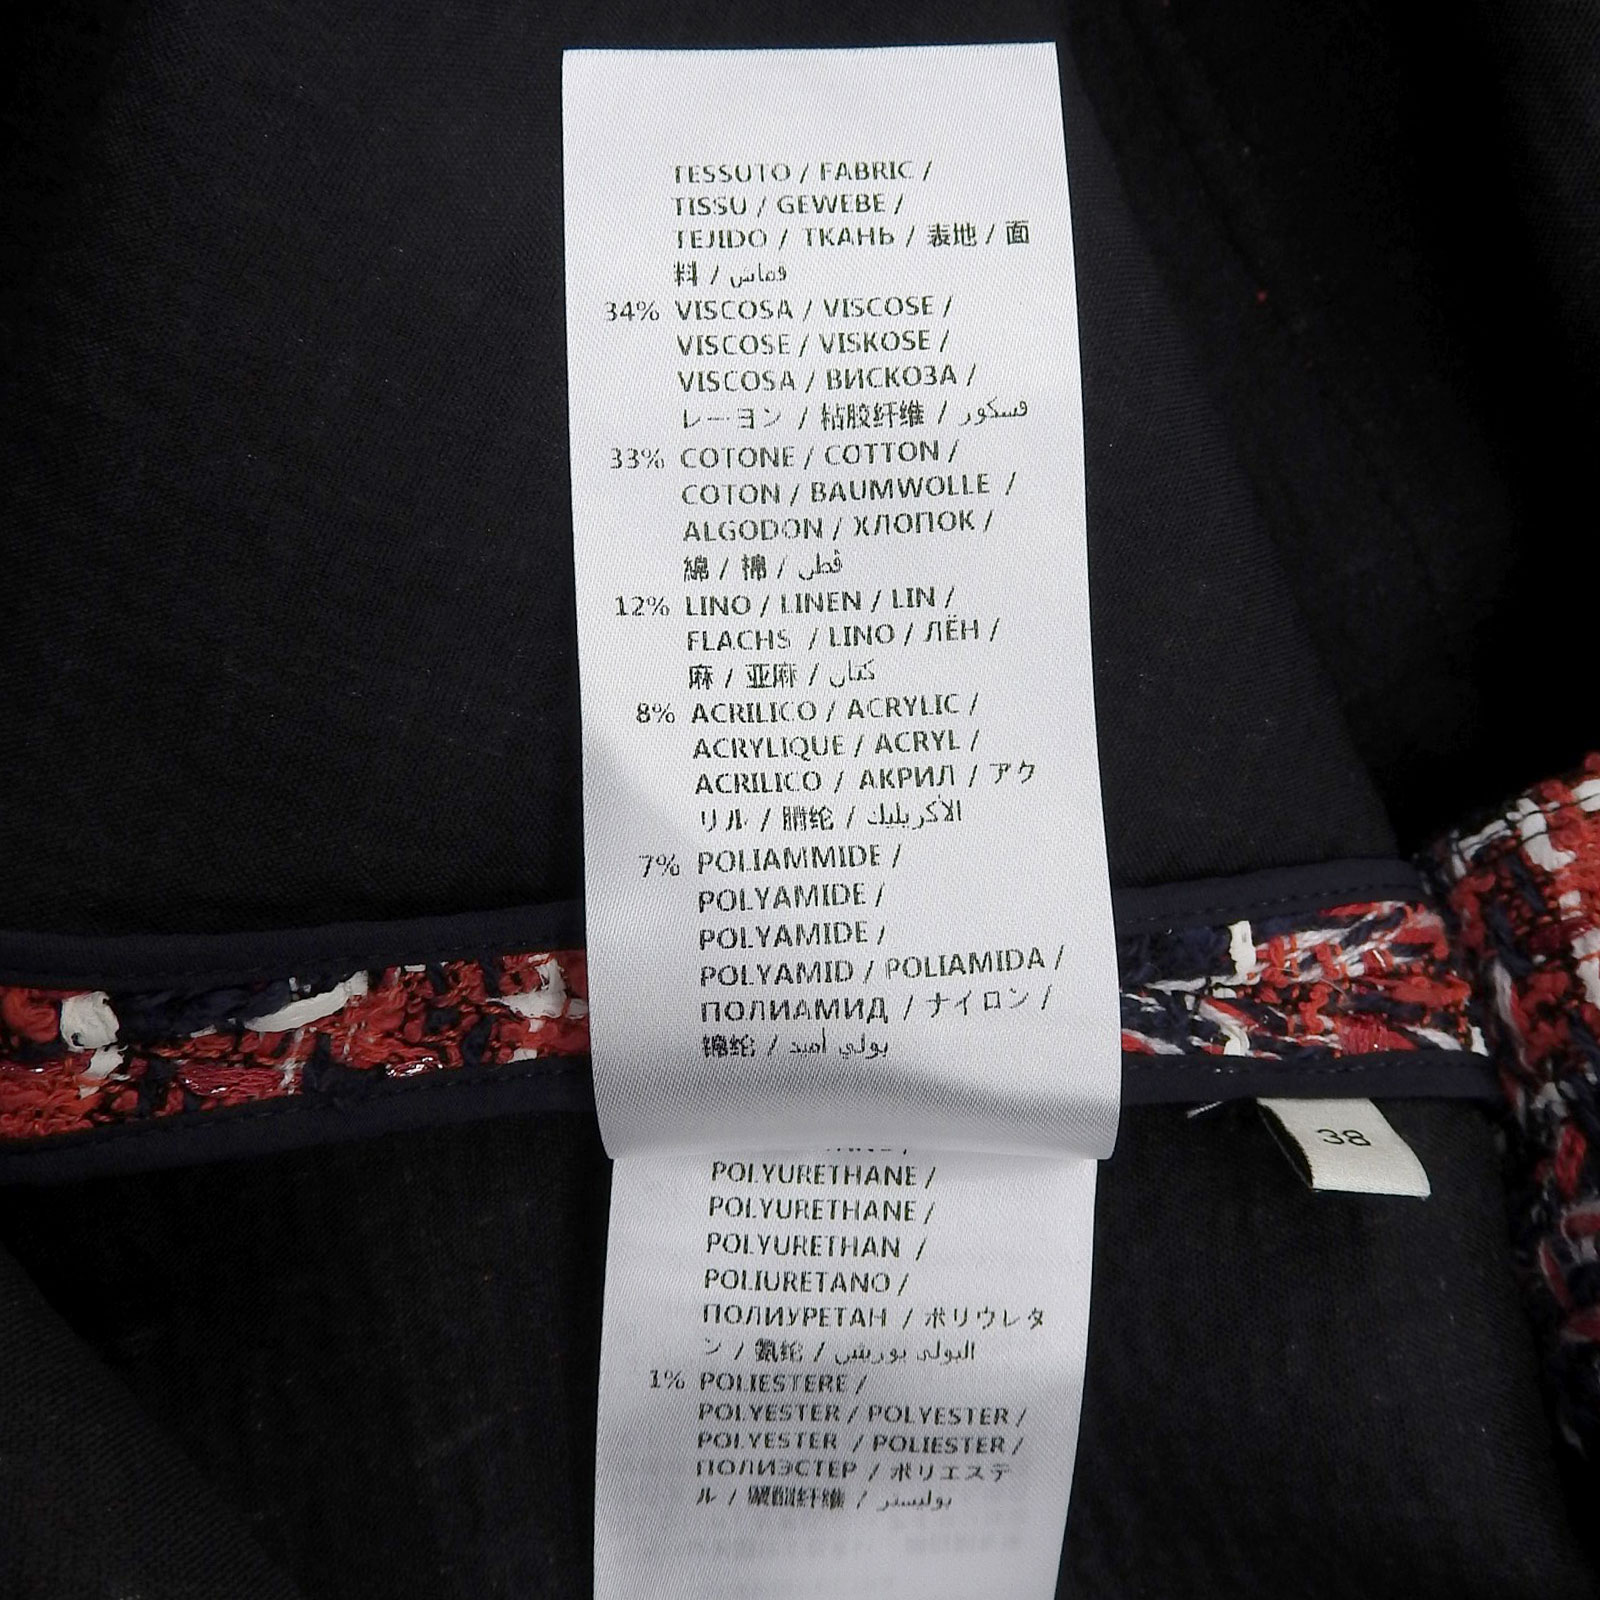 TESSUTO / FABRIC /
TISSU / GEWEBE /
TEJIDO / ТКАНЬ / 表地 / 面
料 / قماش
34% VISCOSA / VISCOSE /
VISCOSE / VISKOSE /
VISCOSA / ВИСКОЗА /
レーヨン / 粘胶纤维 / فسكور
33% COTONE / COTTON /
COTON / BAUMWOLLE /
ALGODON / ХЛОПОК /
綿 / 棉 / قطن
12% LINO / LINEN / LIN /
FLACHS / LINO / ЛЁН /
麻 / 亚麻 / كتان
8% ACRILICO / ACRYLIC /
ACRYLIQUE / ACRYL /
ACRILICO / АКРИЛ / アク
リル / 腈纶 / الأكريليك
7% POLIAMMIDE /
POLYAMIDE /
POLYAMIDE /
POLYAMID / POLIAMIDA /
ПОЛИАМИД / ナイロン /
锦纶 / بولي أميد
POLYURETHANE /
POLYURETHANE /
POLYURETHAN /
POLIURETANO /
ПОЛИУРЕТАН / ポリウレタ
ン / 氨纶 / البولى يوريثين
1% POLIESTERE /
POLYESTER / POLYESTER /
POLYESTER / POLIESTER /
ПОЛИЭСТЕР / ポリエステ
ル / 聚酯纤维 / بوليستر
38